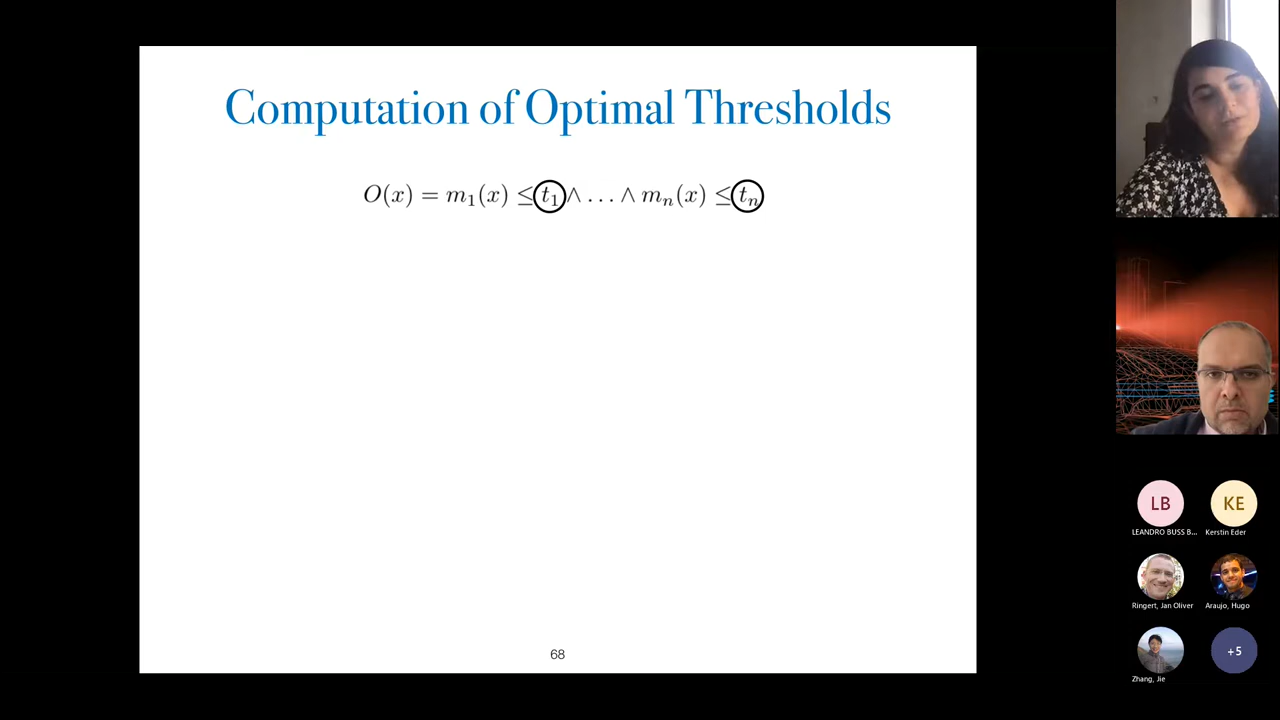 Computation of Optimal Thresholds
O(x) = m₁(x) ≤ t₁ ∧ … ∧ mₙ(x) ≤ tₙ
68
LB
KE
LEANDRO BUSS B...
Kerstin Eder
Ringert, Jan Oliver
Araujo, Hugo
+5
Zhang, Jie